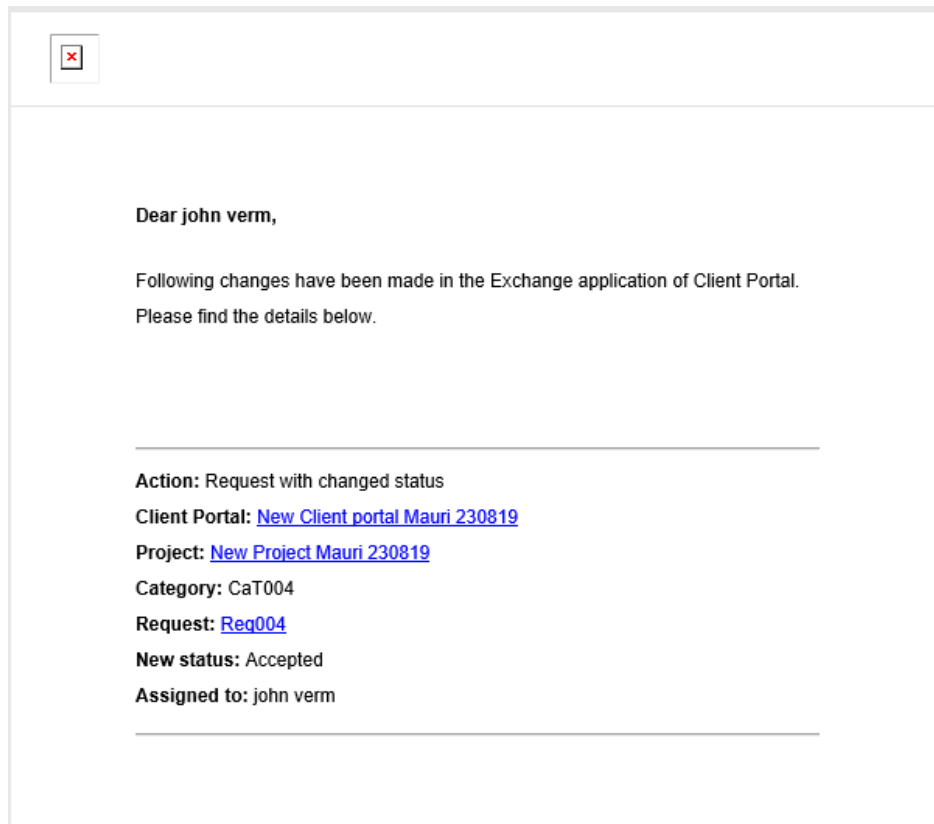 Dear john verm,
Following changes have been made in the Exchange application of Client Portal.
Please find the details below.
Action: Request with changed status
Client Portal: New Client portal Mauri 230819
Project: New Project Mauri 230819
Category: CaT004
Request: Req004
New status: Accepted
Assigned to: john verm